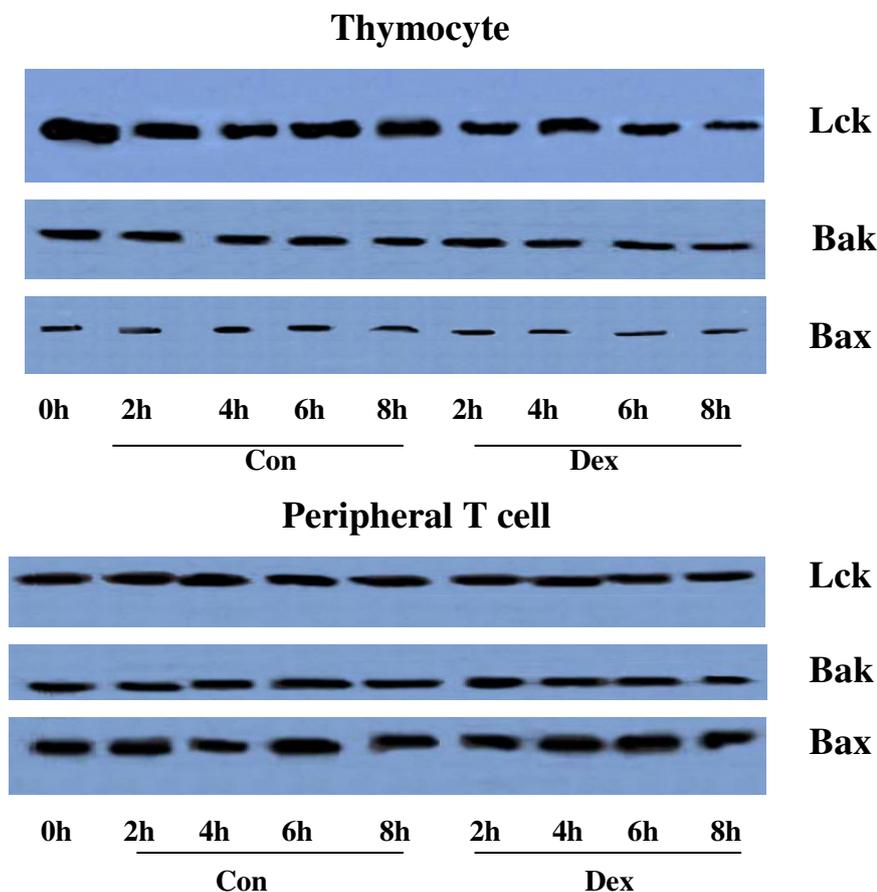 Thymocyte
Lck
Bak
Bax
0h 2h 4h 6h 8h 2h 4h 6h 8h
Con Dex
Peripheral T cell
Lck
Bak
Bax
0h 2h 4h 6h 8h 2h 4h 6h 8h
Con Dex